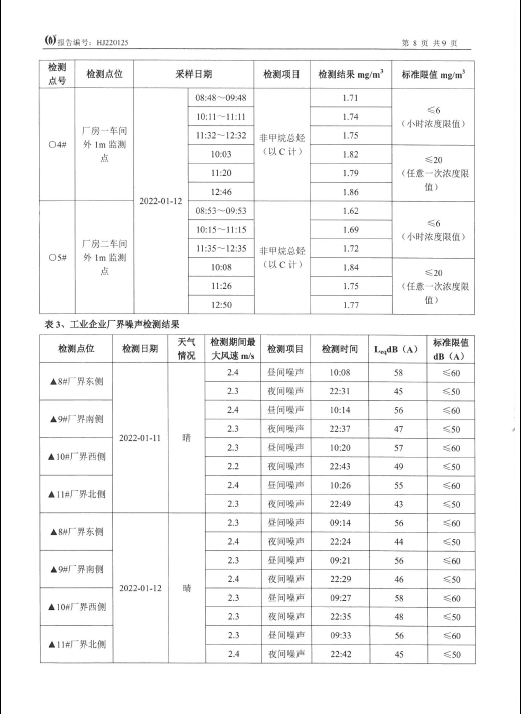 报告编号: HJ220125 第 8 页 共 9 页
检测点号 检测点位 采样日期 检测项目 检测结果 mg/m³ 标准限值 mg/m³
○4# 厂房一车间外 1m 监测点 2022-01-12 08:48～09:48 非甲烷总烃（以 C 计） 1.71 ≤6（小时浓度限值）
10:11～11:11 1.74
11:32～12:32 1.75
10:03 1.82 ≤20（任意一次浓度限值）
11:20 1.79
12:46 1.86
○5# 厂房二车间外 1m 监测点 08:53～09:53 非甲烷总烃（以 C 计） 1.62 ≤6（小时浓度限值）
10:15～11:15 1.69
11:35～12:35 1.72
10:08 1.84 ≤20（任意一次浓度限值）
11:26 1.75
12:50 1.77
表 3、工业企业厂界噪声检测结果
检测点位 检测日期 天气情况 检测期间最大风速 m/s 检测项目 检测时间 LeqdB（A） 标准限值 dB（A）
▲8#厂界东侧 2022-01-11 晴 2.4 昼间噪声 10:08 58 ≤60
2.3 夜间噪声 22:31 45 ≤50
▲9#厂界南侧 2.4 昼间噪声 10:14 56 ≤60
2.3 夜间噪声 22:37 47 ≤50
▲10#厂界西侧 2.3 昼间噪声 10:20 57 ≤60
2.2 夜间噪声 22:43 49 ≤50
▲11#厂界北侧 2.4 昼间噪声 10:26 55 ≤60
2.3 夜间噪声 22:49 43 ≤50
▲8#厂界东侧 2022-01-12 晴 2.3 昼间噪声 09:14 56 ≤60
2.4 夜间噪声 22:24 44 ≤50
▲9#厂界南侧 2.3 昼间噪声 09:21 56 ≤60
2.4 夜间噪声 22:29 46 ≤50
▲10#厂界西侧 2.3 昼间噪声 09:27 58 ≤60
2.3 夜间噪声 22:35 48 ≤50
▲11#厂界北侧 2.3 昼间噪声 09:33 56 ≤60
2.4 夜间噪声 22:42 45 ≤50